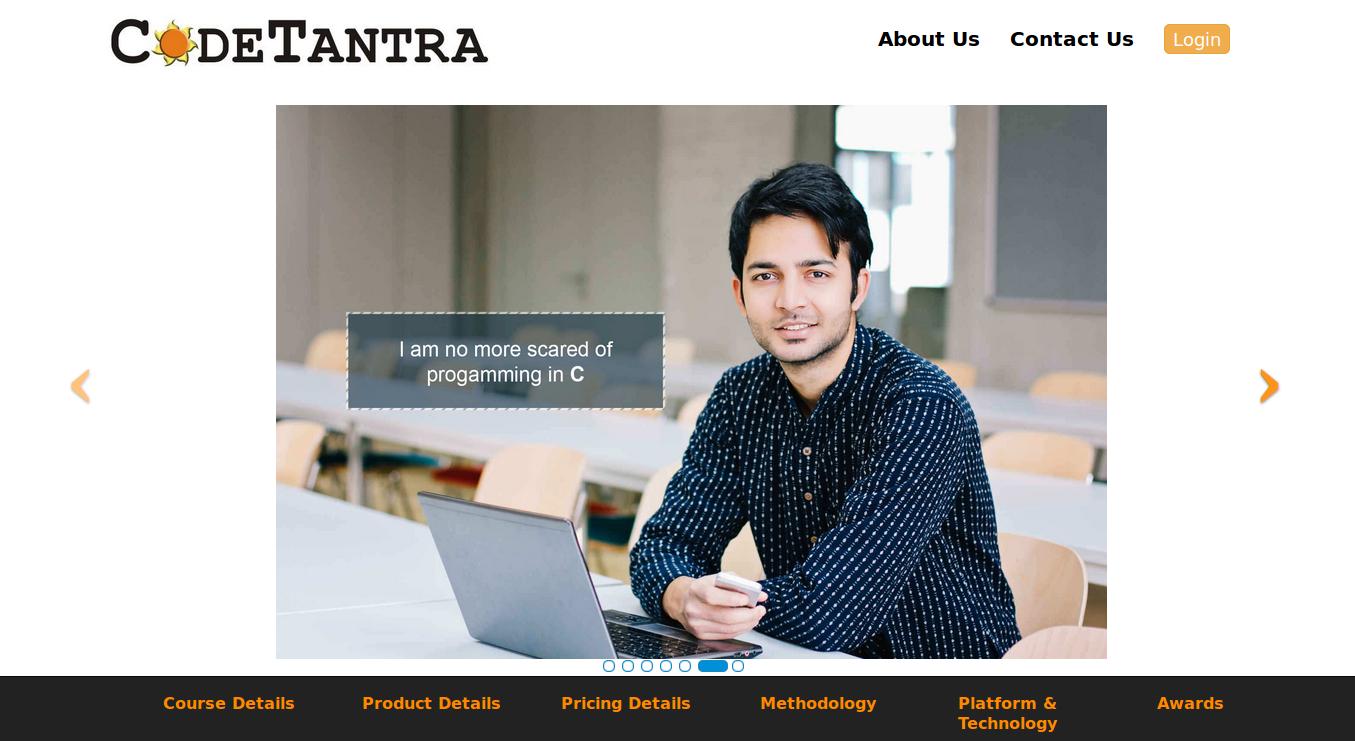 CODETANTRA
About Us
Contact Us
Login
I am no more scared of
progamming in C
Course Details
Product Details
Pricing Details
Methodology
Platform &
Technology
Awards